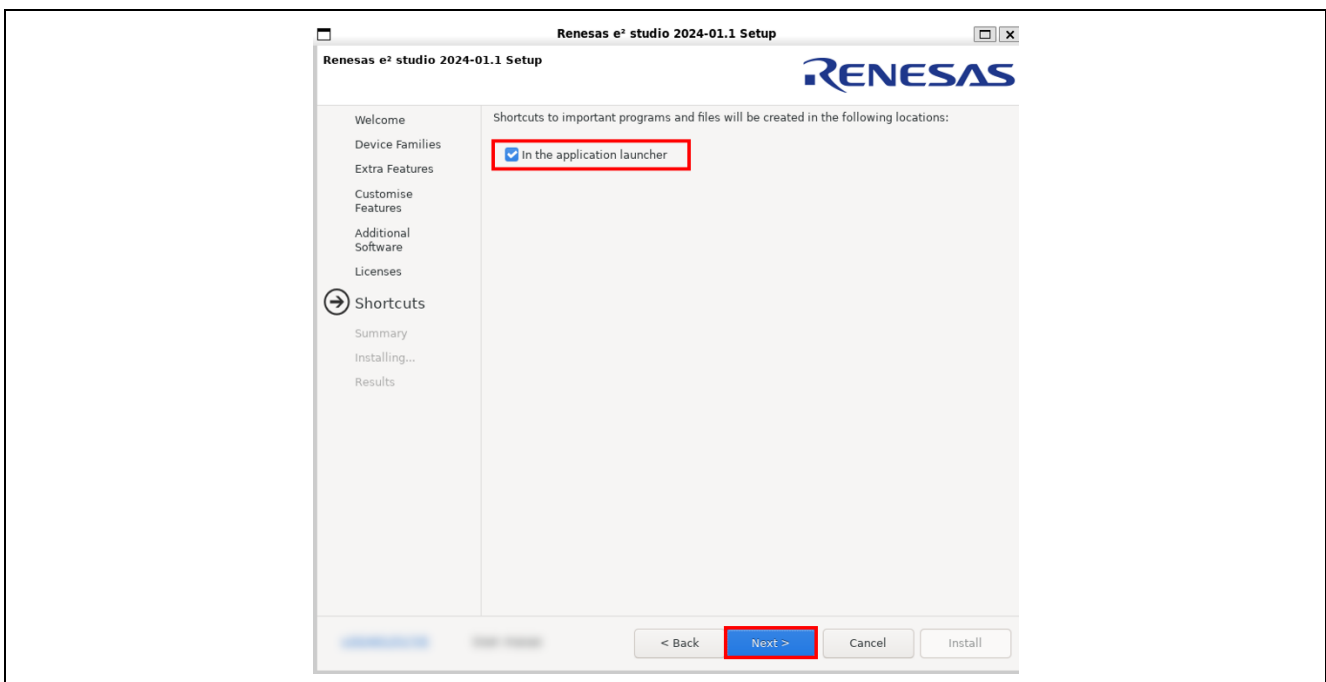 Renesas e² studio 2024-01.1 Setup
Renesas e² studio 2024-01.1 Setup
RENESAS
Welcome
Device Families
Extra Features
Customise
Features
Additional
Software
Licenses
Shortcuts
Summary
Installing...
Results
Shortcuts to important programs and files will be created in the following locations:
In the application launcher
< Back
Next >
Cancel
Install